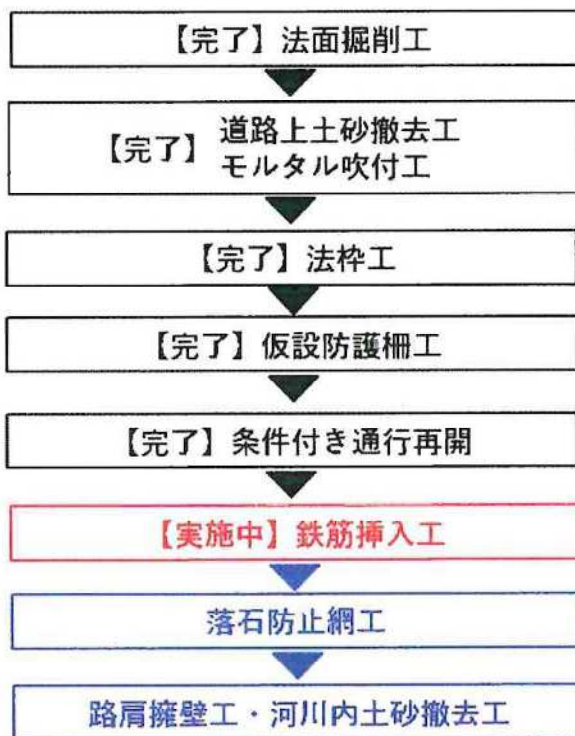 【完了】法面掘削工
【完了】道路上土砂撤去工
モルタル吹付工
【完了】法枠工
【完了】仮設防護柵工
【完了】条件付き通行再開
【実施中】鉄筋挿入工
落石防止網工
路肩擁壁工・河川内土砂撤去工